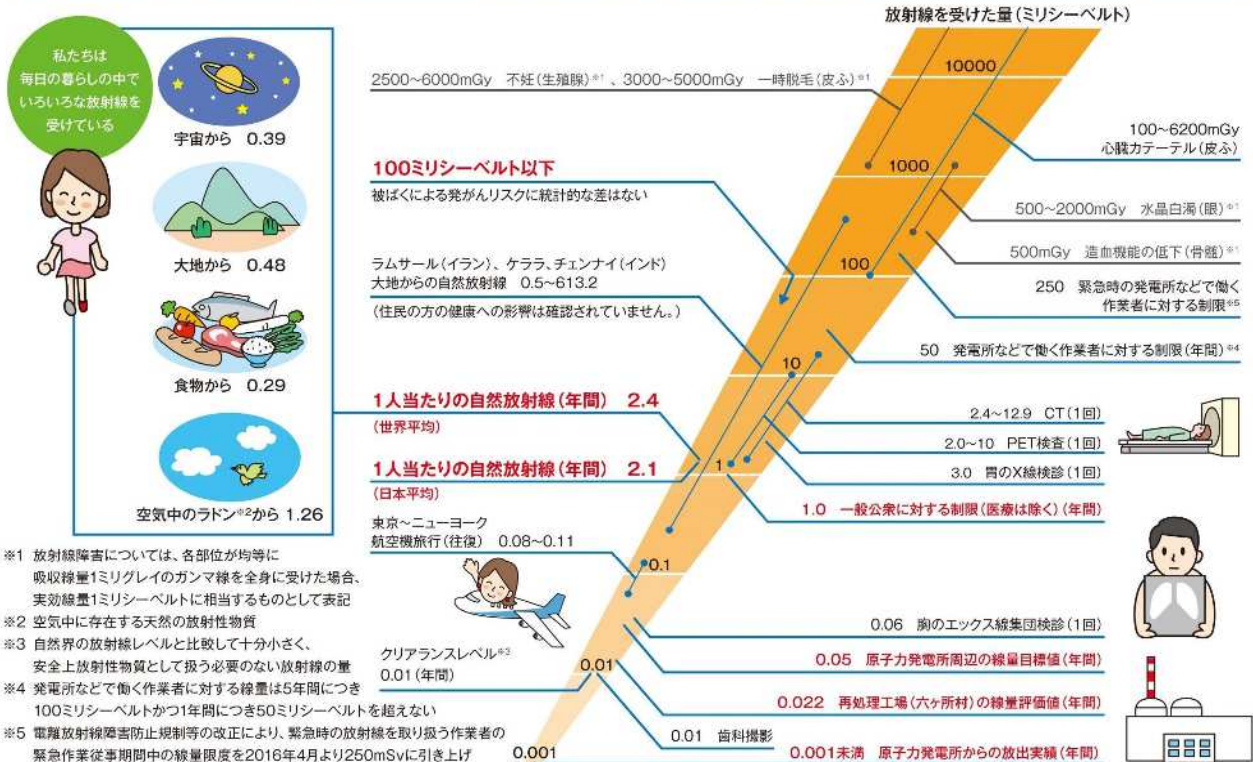 放射線を受けた量(ミリシーベルト)
私たちは
毎日の暮らしの中で
いろいろな放射線を
受けている
宇宙から 0.39
大地から 0.48
食物から 0.29
空気中のラドン※2から 1.26
2500~6000mGy 不妊(生殖腺)※1、3000~5000mGy 一時脱毛(皮ふ)※1
100ミリシーベルト以下
被ばくによる発がんリスクに統計的な差はない
ラムサール(イラン)、ケララ、チェンナイ(インド)
大地からの自然放射線 0.5~613.2
(住民の方の健康への影響は確認されていません。)
1人当たりの自然放射線(年間) 2.4
(世界平均)
1人当たりの自然放射線(年間) 2.1
(日本平均)
東京~ニューヨーク
航空機旅行(往復) 0.08~0.11
クリアランスレベル※3
0.01(年間)
10000
1000
100
10
1
0.1
0.01
0.001
100~6200mGy
心臓カテーテル(皮ふ)
500~2000mGy 水晶白濁(眼)※1
500mGy 造血機能の低下(骨髄)※1
250 緊急時の発電所などで働く
作業者に対する制限※5
50 発電所などで働く作業者に対する制限(年間)※4
2.4~12.9 CT(1回)
2.0~10 PET検査(1回)
3.0 胃のX線検診(1回)
1.0 一般公衆に対する制限(医療は除く)(年間)
0.06 胸のエックス線集団検診(1回)
0.05 原子力発電所周辺の線量目標値(年間)
0.022 再処理工場(六ヶ所村)の線量評価値(年間)
0.01 歯科撮影
0.001未満 原子力発電所からの放出実績(年間)
※1 放射線障害については、各部位が均等に
吸収線量1ミリグレイのガンマ線を全身に受けた場合、
実効線量1ミリシーベルトに相当するものとして表記
※2 空気中に存在する天然の放射性物質
※3 自然界の放射線レベルと比較して十分小さく、
安全上放射性物質として扱う必要のない放射線の量
※4 発電所などで働く作業者に対する線量は5年間につき
100ミリシーベルトかつ1年間につき50ミリシーベルトを超えない
※5 電離放射線障害防止規制等の改正により、緊急時の放射線を取り扱う作業者の
緊急作業従事期間中の線量限度を2016年4月より250mSvに引き上げ